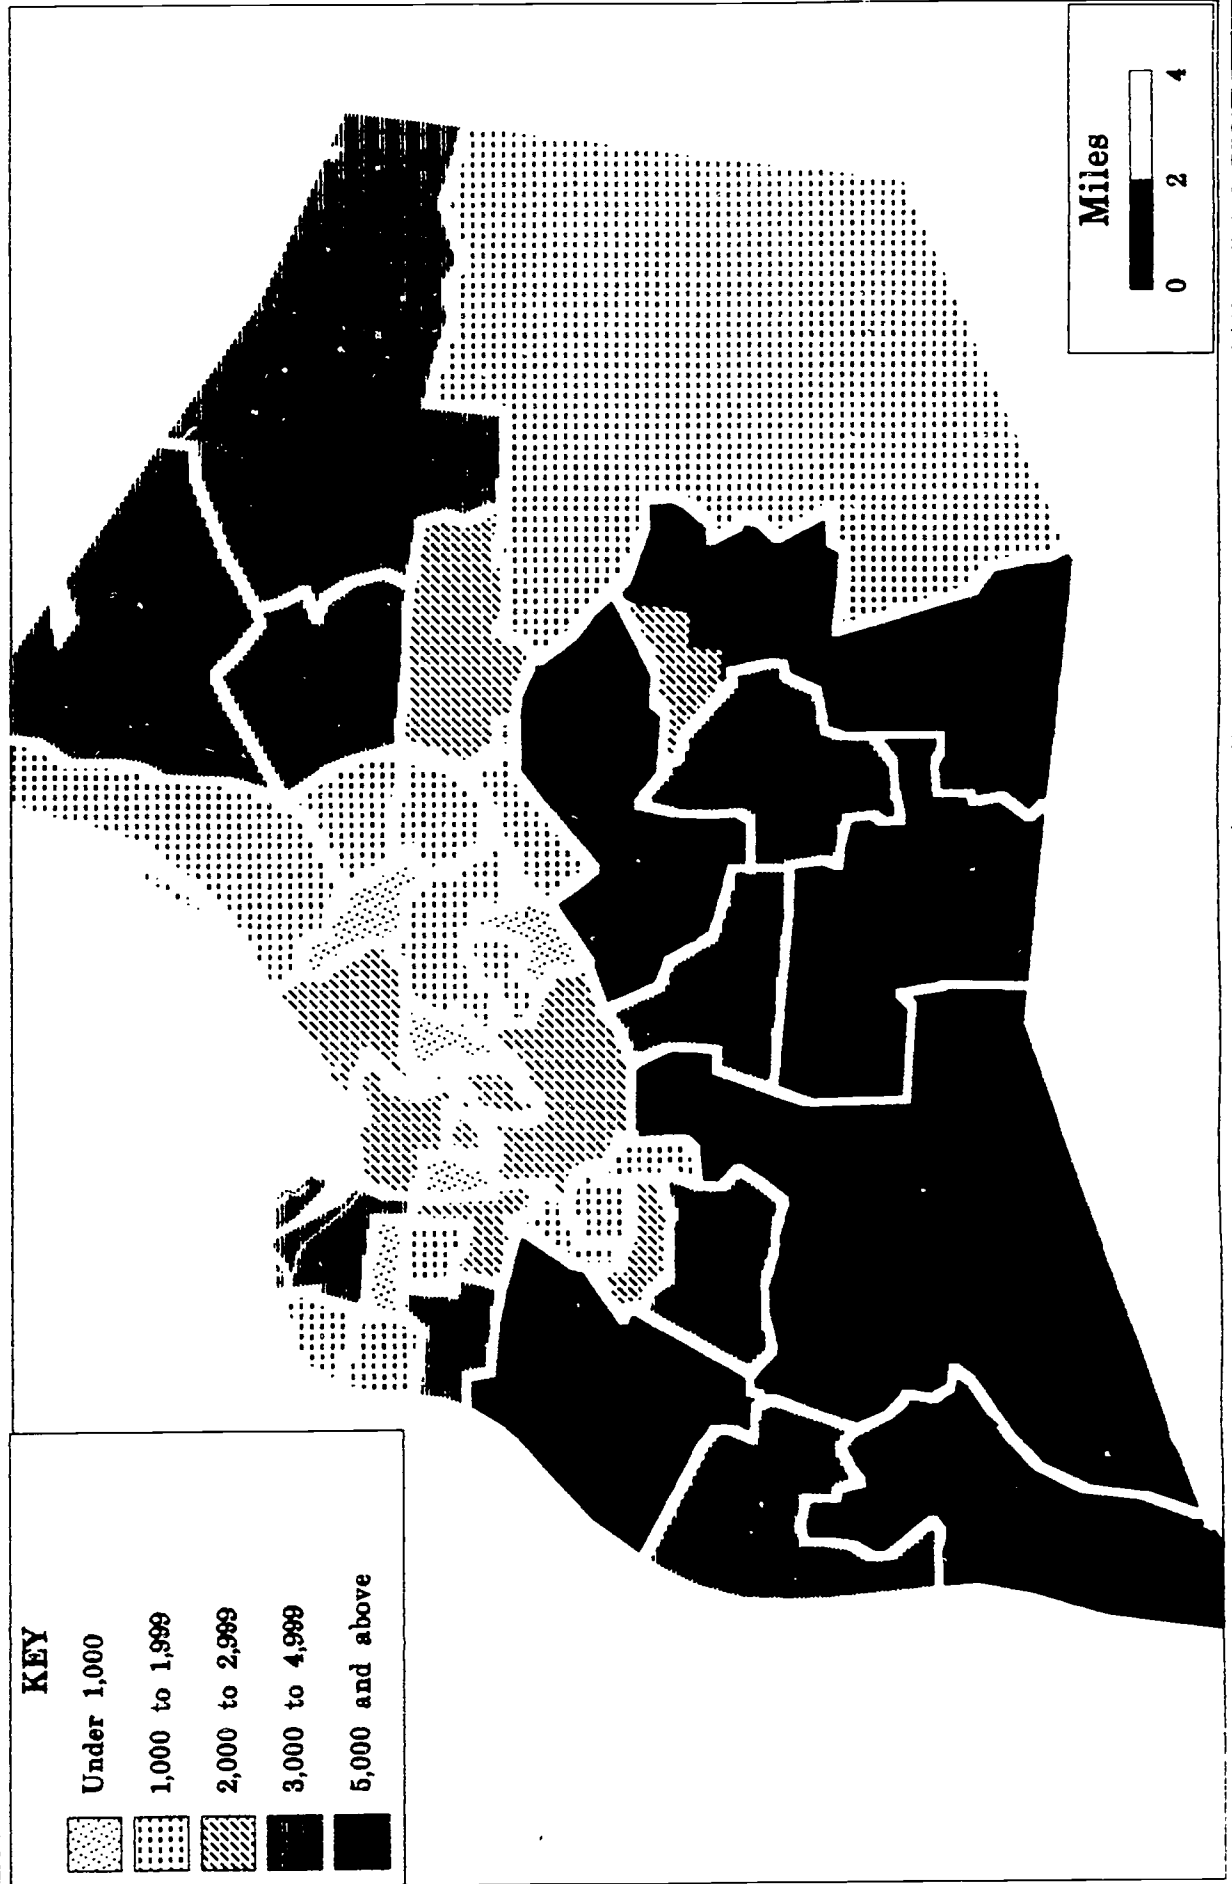 KEY
Under 1,000
1,000 to 1,999
2,000 to 2,999
3,000 to 4,999
5,000 and above
Miles
0 2 4